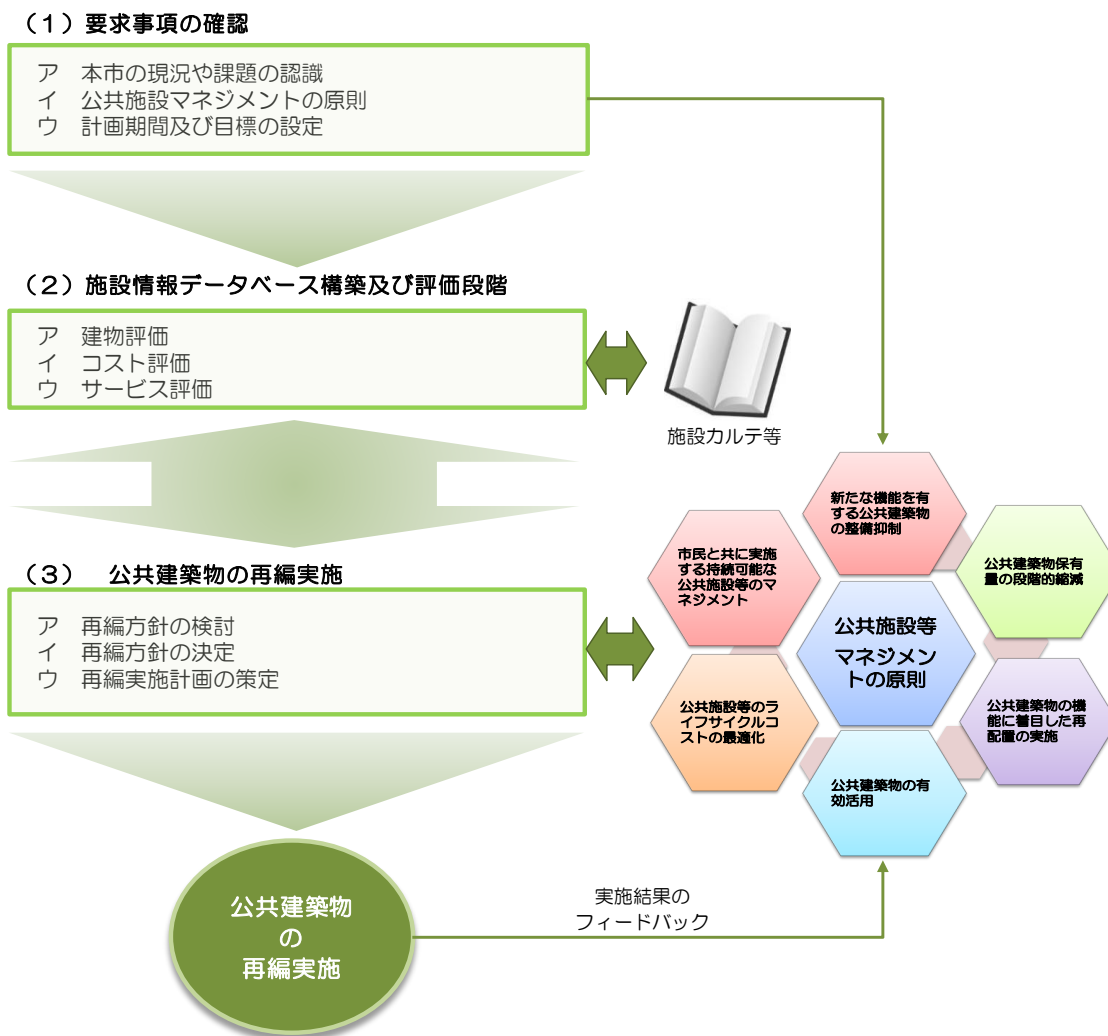 （１）要求事項の確認
ア　本市の現況や課題の認識
イ　公共施設マネジメントの原則
ウ　計画期間及び目標の設定
（２）施設情報データベース構築及び評価段階
ア　建物評価
イ　コスト評価
ウ　サービス評価
施設カルテ等
（３）　公共建築物の再編実施
ア　再編方針の検討
イ　再編方針の決定
ウ　再編実施計画の策定
新たな機能を有
する公共建築物
の整備抑制
公共建築物保有
量の段階的縮減
公共建築物の機
能に着目した再
配置の実施
公共建築物の有
効活用
公共施設等のラ
イフサイクルコ
ストの最適化
市民と共に実施
する持続可能な
公共施設等のマ
ネジメント
公共施設等
マネジメン
トの原則
公共建築物
の
再編実施
実施結果の
フィードバック